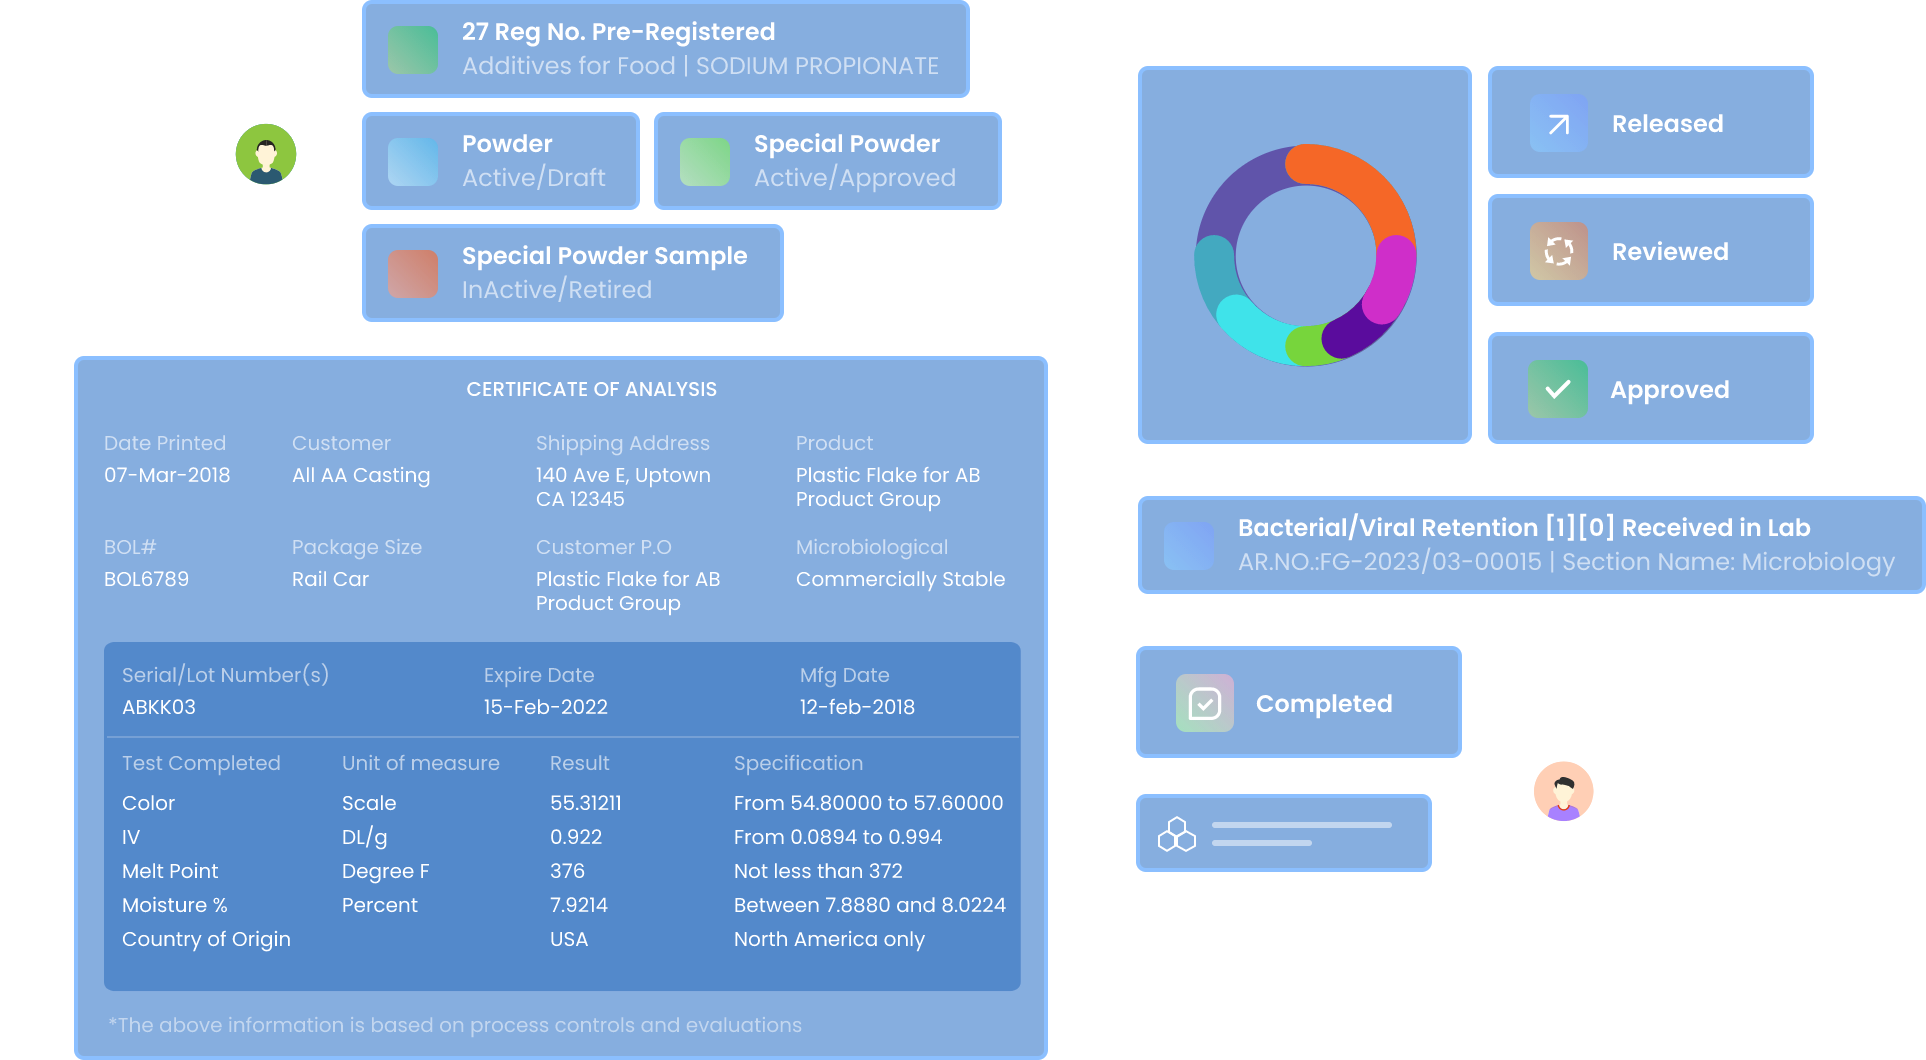 27 Reg No. Pre-Registered
Additives for Food | SODIUM PROPIONATE
Powder
Active/Draft
Special Powder
Active/Approved
Special Powder Sample
InActive/Retired
CERTIFICATE OF ANALYSIS
Date Printed
07-Mar-2018
Customer
All AA Casting
Shipping Address
140 Ave E, Uptown
CA 12345
Product
Plastic Flake for AB
Product Group
BOL#
BOL6789
Package Size
Rail Car
Customer P.O
Plastic Flake for AB
Product Group
Microbiological
Commercially Stable
Serial/Lot Number(s)
ABKK03
Expire Date
15-Feb-2022
Mfg Date
12-feb-2018
Test Completed Unit of measure Result Specification
Color Scale 55.31211 From 54.80000 to 57.60000
IV DL/g 0.922 From 0.0894 to 0.994
Melt Point Degree F 376 Not less than 372
Moisture % Percent 7.9214 Between 7.8880 and 8.0224
Country of Origin USA North America only
*The above information is based on process controls and evaluations
Released
Reviewed
Approved
Bacterial/Viral Retention [1][0] Received in Lab
AR.NO.:FG-2023/03-00015 | Section Name: Microbiology
Completed